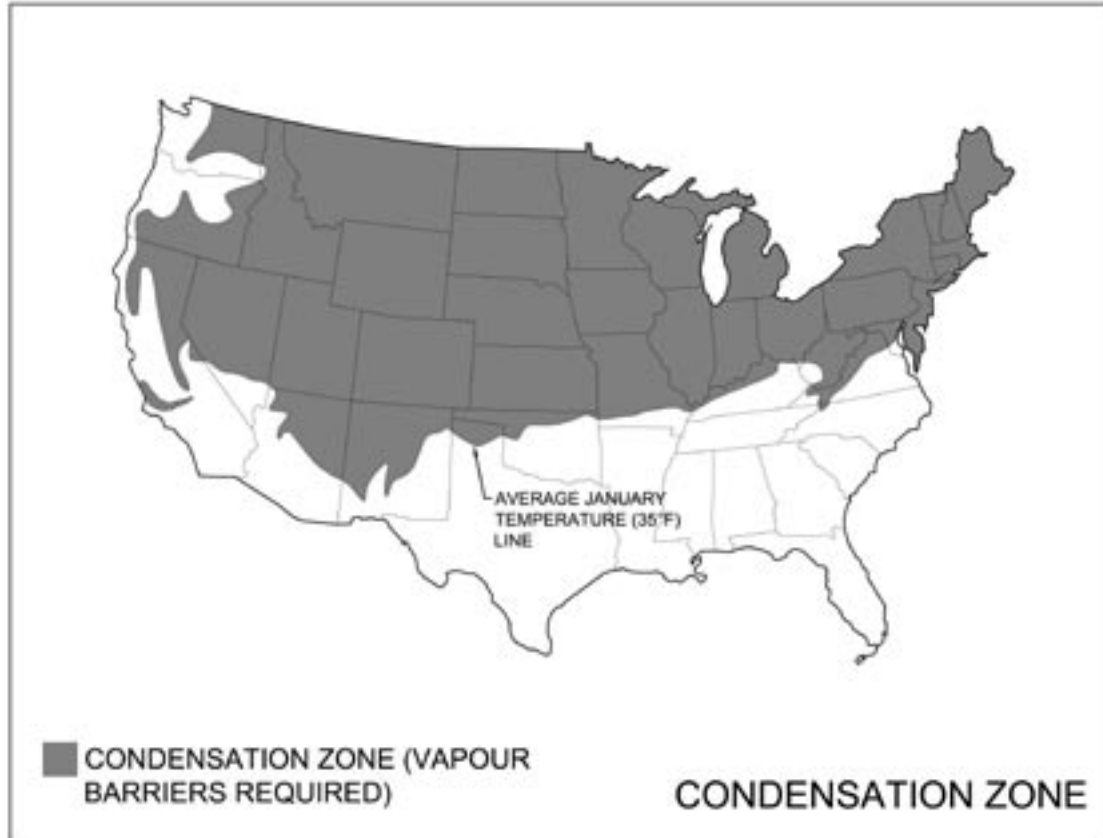 AVERAGE JANUARY
TEMPERATURE (35°F)
LINE
CONDENSATION ZONE (VAPOUR
BARRIERS REQUIRED)
CONDENSATION ZONE